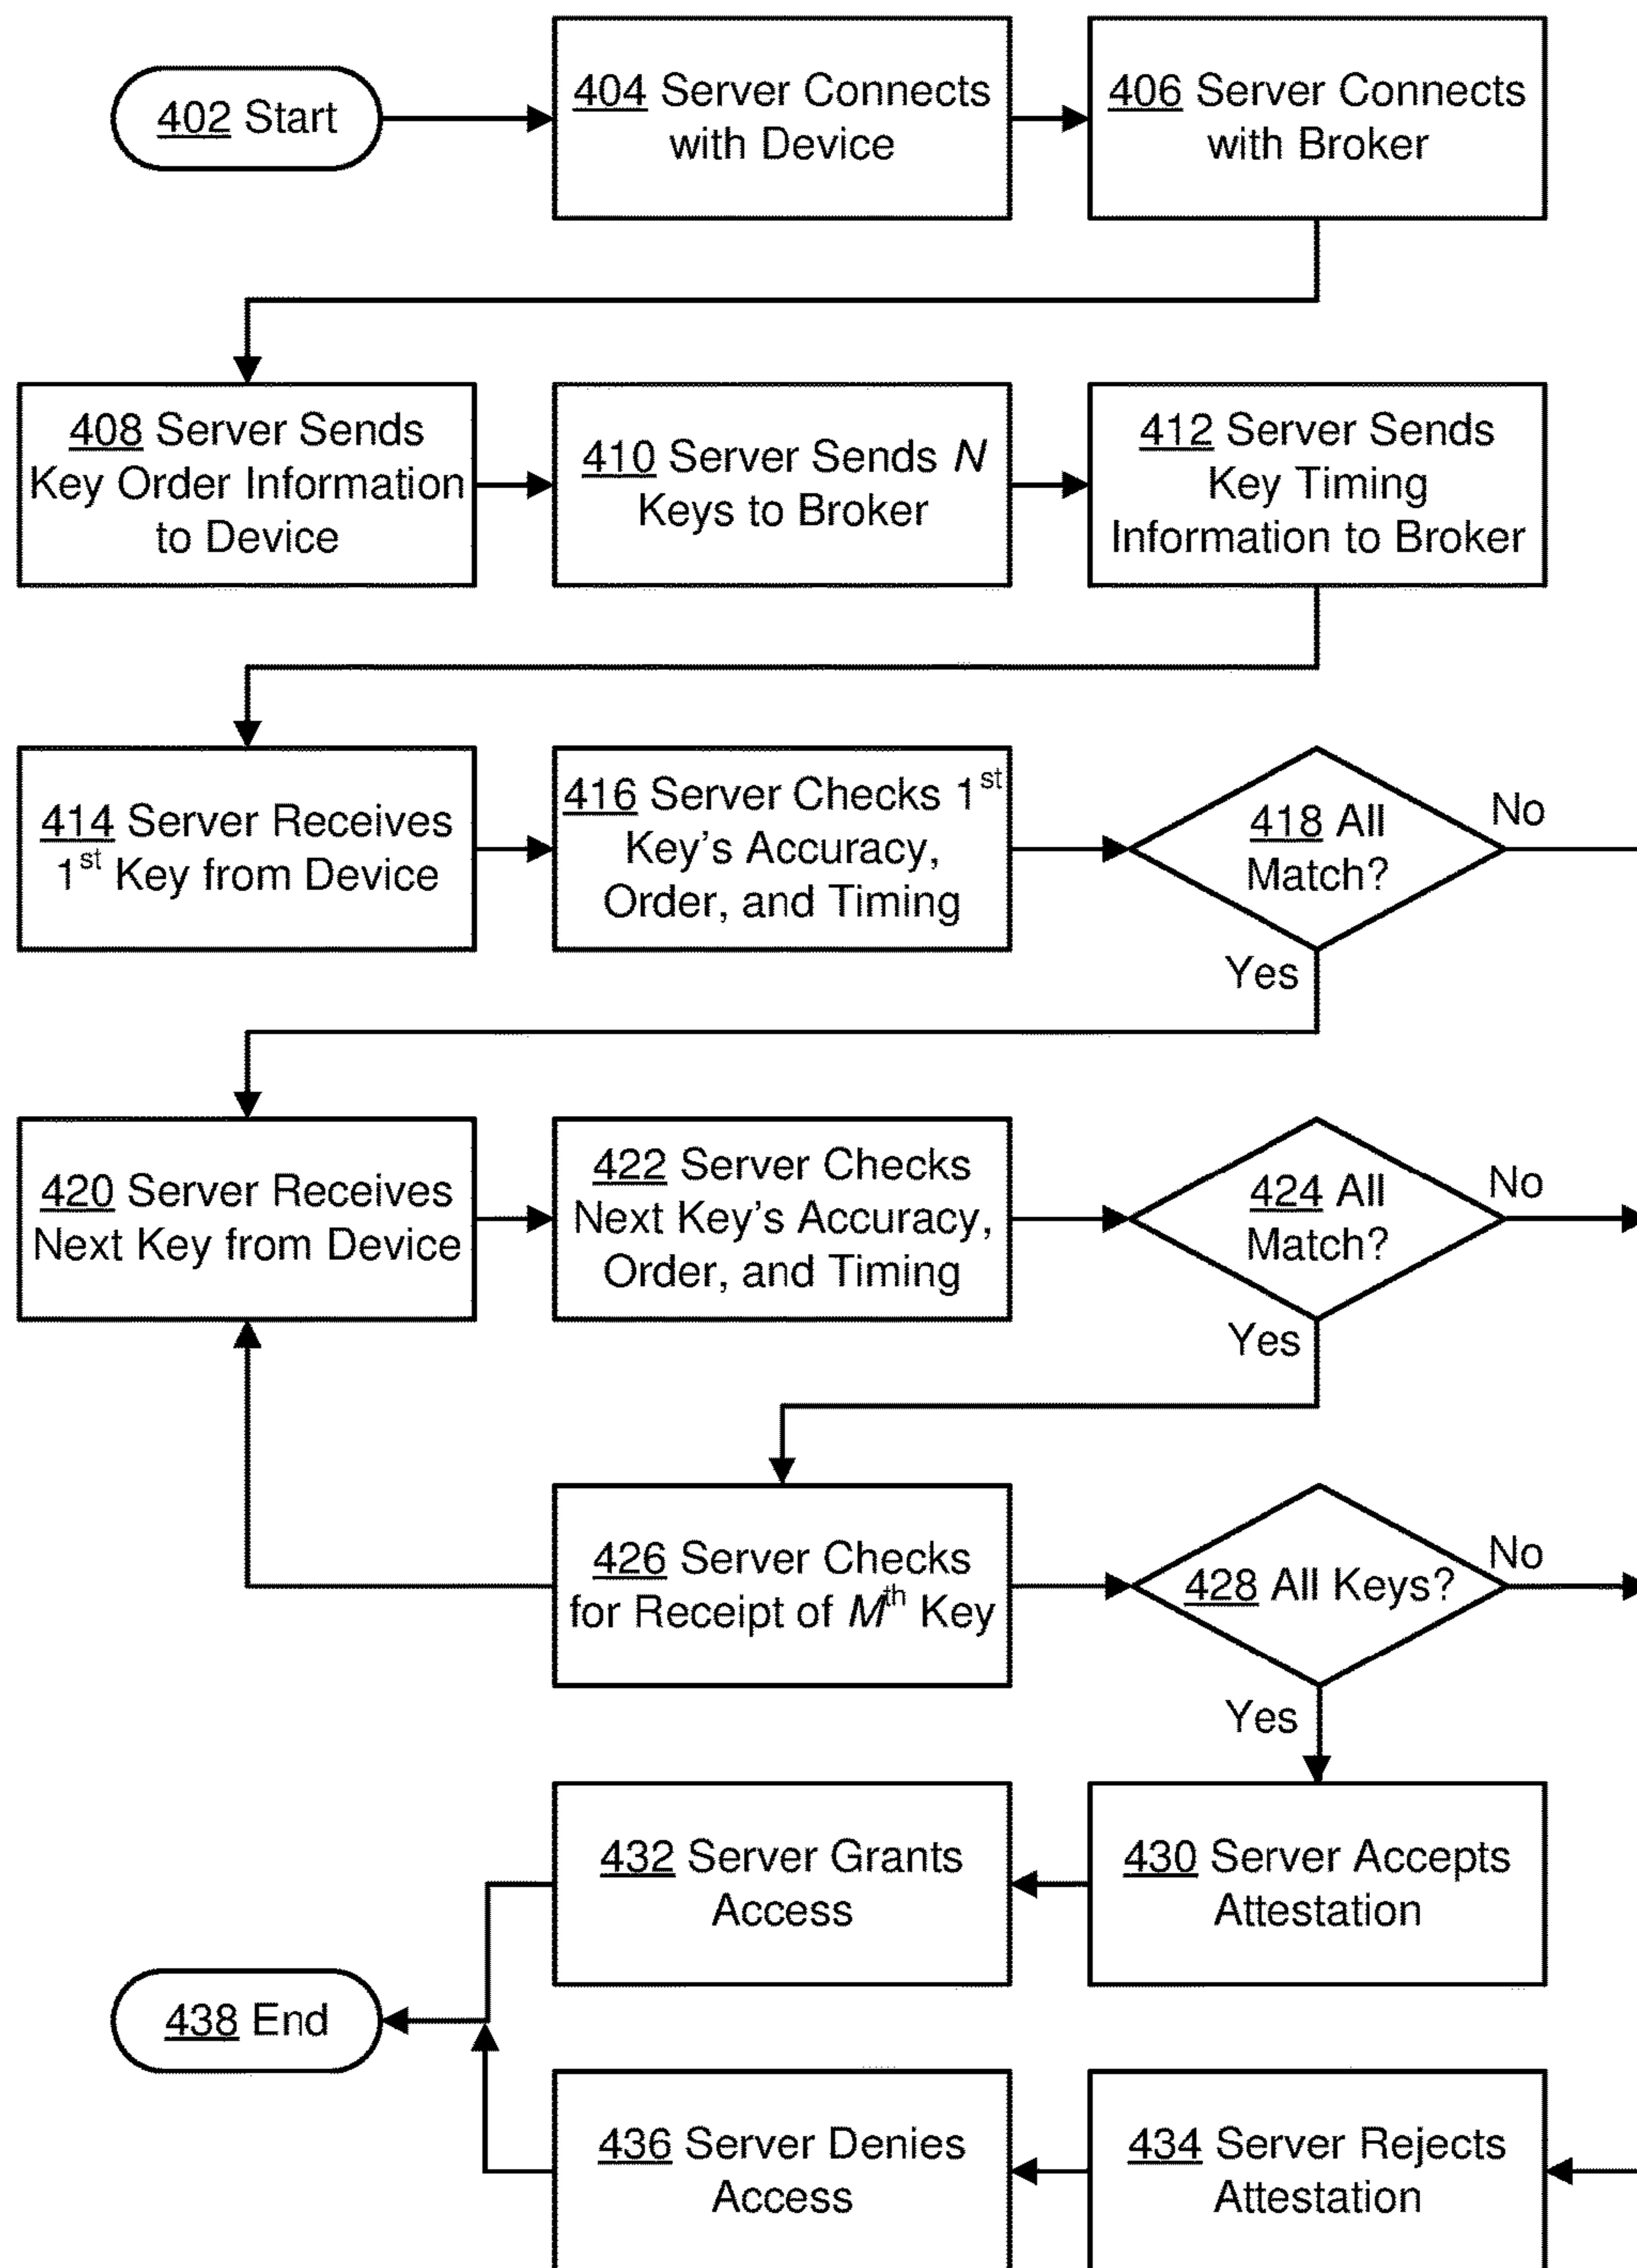 402 Start
404 Server Connects
with Device
406 Server Connects
with Broker
408 Server Sends
Key Order Information
to Device
410 Server Sends N
Keys to Broker
412 Server Sends
Key Timing
Information to Broker
414 Server Receives
1st Key from Device
416 Server Checks 1st
Key's Accuracy,
Order, and Timing
418 All
Match?
No
Yes
420 Server Receives
Next Key from Device
422 Server Checks
Next Key's Accuracy,
Order, and Timing
424 All
Match?
No
Yes
426 Server Checks
for Receipt of Mth Key
428 All Keys?
No
Yes
432 Server Grants
Access
430 Server Accepts
Attestation
438 End
436 Server Denies
Access
434 Server Rejects
Attestation